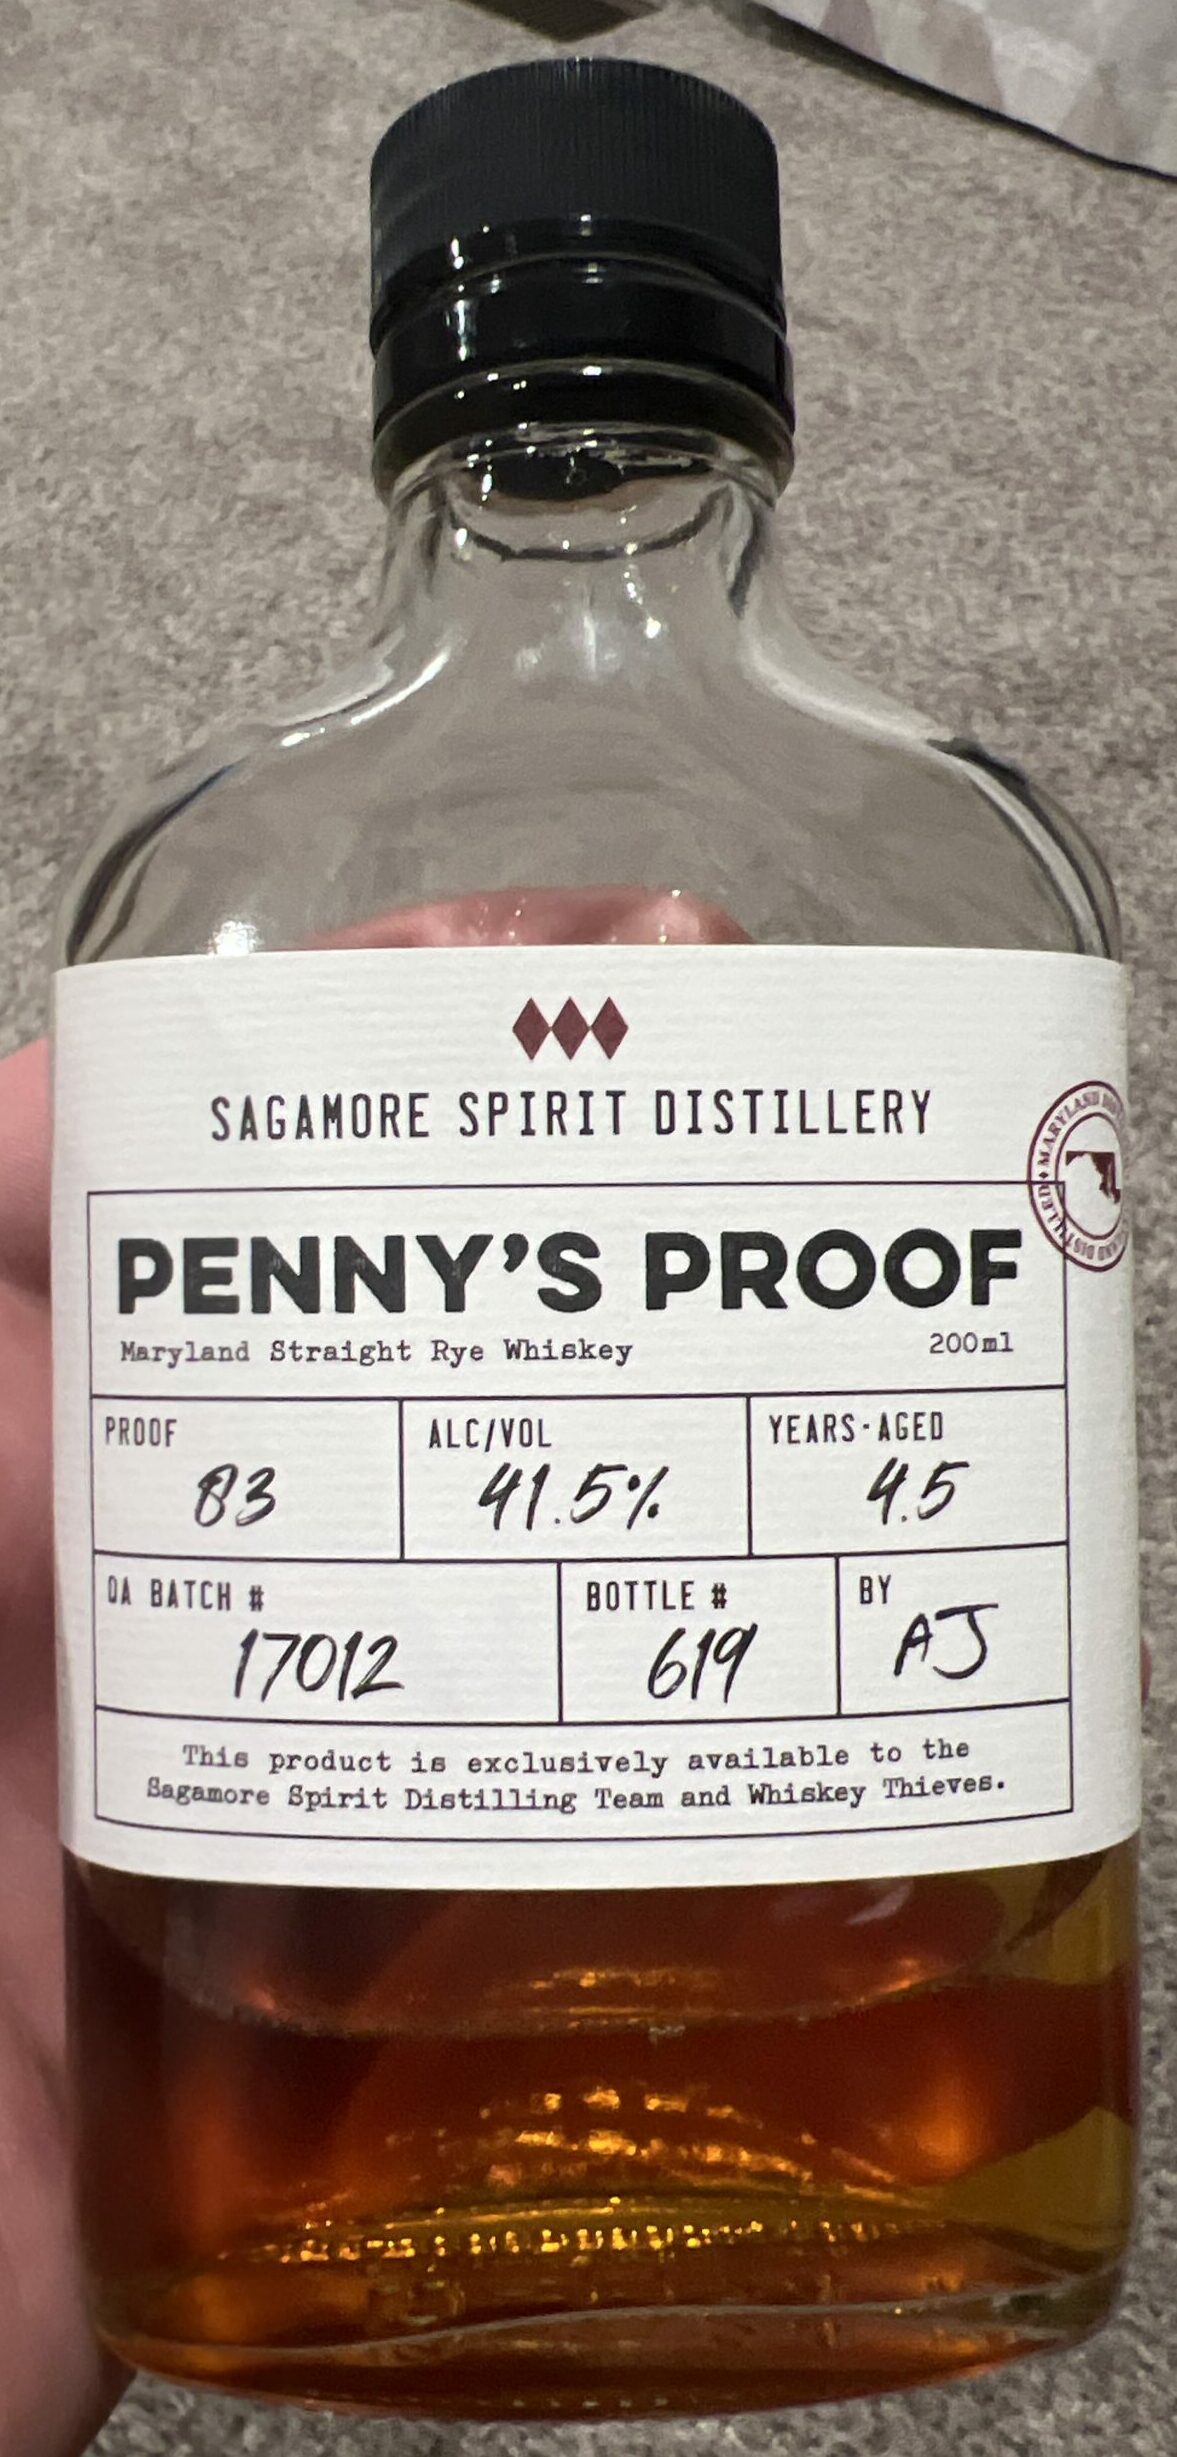 SAGAMORE SPIRIT DISTILLERY
MARYLAND DISTILLED
PENNY'S PROOF
Maryland Straight Rye Whiskey 200ml
PROOF ALC/VOL YEARS-AGED
83 41.5% 4.5
QA BATCH # BOTTLE # BY
17012 619 AJ
This product is exclusively available to the
Sagamore Spirit Distilling Team and Whiskey Thieves.